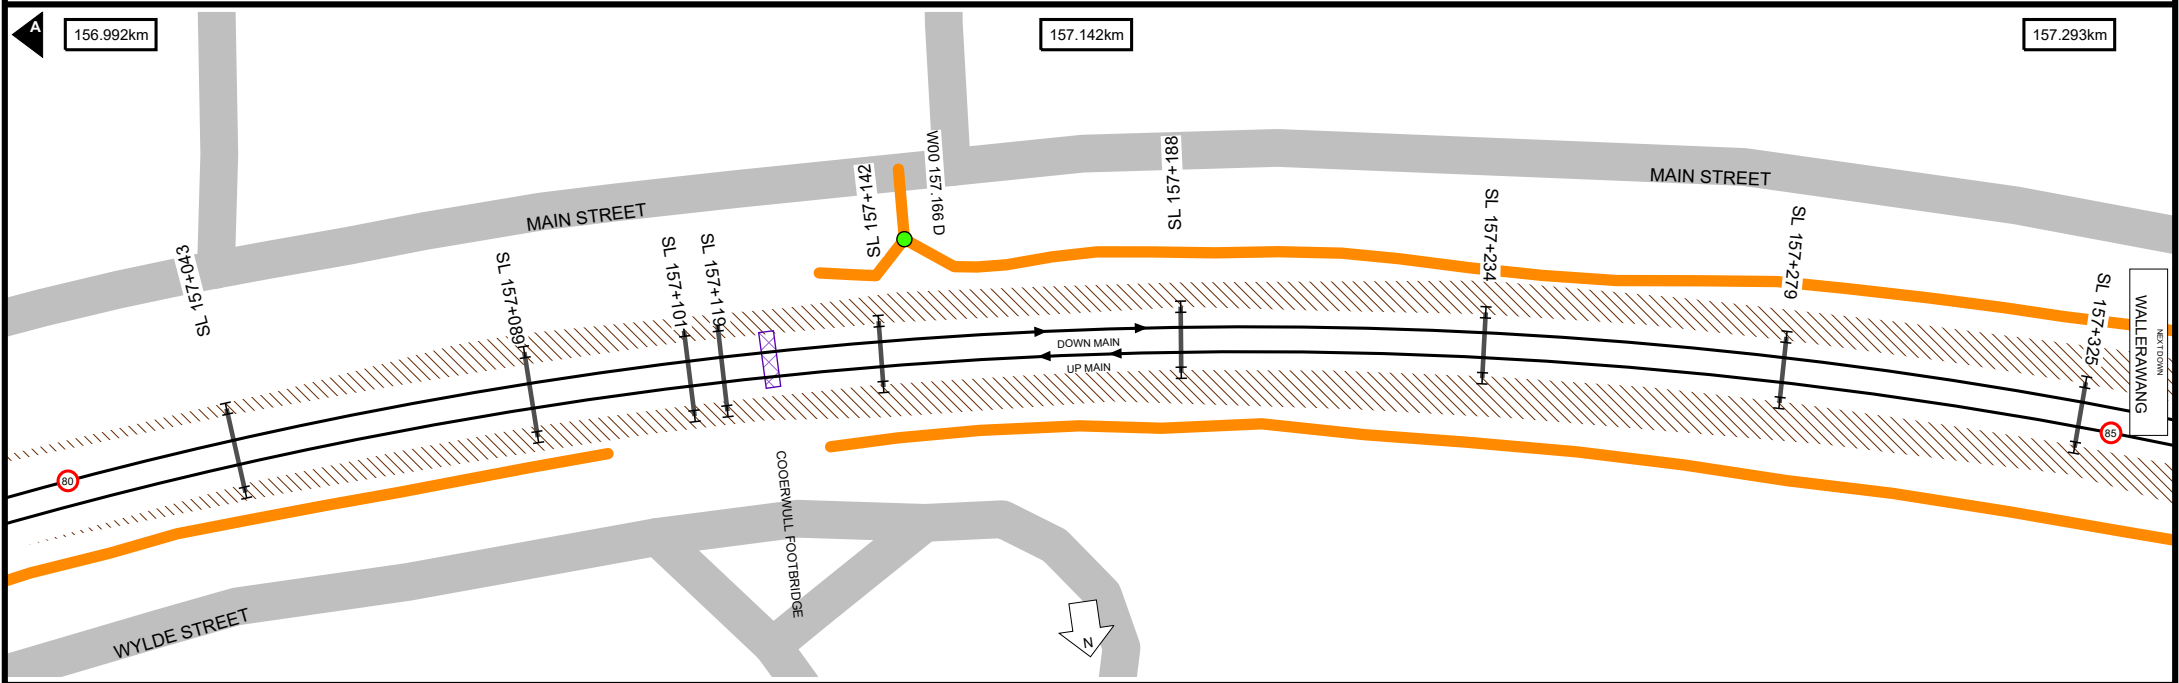 A
156.992km
157.142km
157.293km
SL 157+043
MAIN STREET
SL 157+089
SL 157+101
SL 157+119
SL 157+142
W00 157.166 D
SL 157+188
MAIN STREET
SL 157+234
SL 157+279
SL 157+325
WALLERAWANG
NEXT DOWN
DOWN MAIN
UP MAIN
80
85
COOERWULL FOOTBRIDGE
WYLDE STREET
N